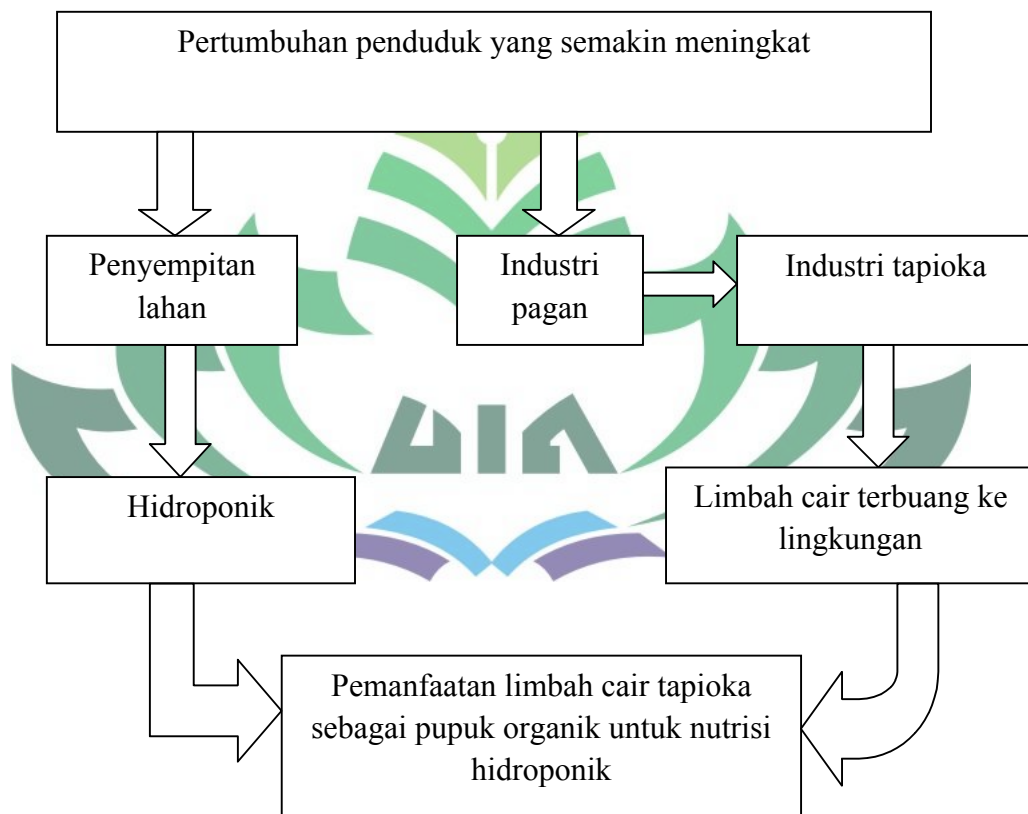 Pertumbuhan penduduk yang semakin meningkat
Penyempitan
lahan
Industri
pagan
Industri tapioka
UIN
Hidroponik
Limbah cair terbuang ke
lingkungan
Pemanfaatan limbah cair tapioka
sebagai pupuk organik untuk nutrisi
hidroponik